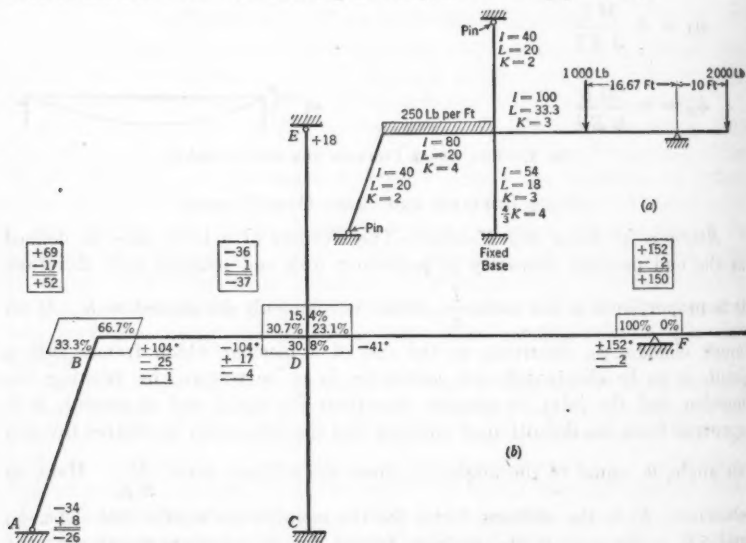 Pin
I = 40
L = 20
K = 2
1000 Lb
2000 Lb
16.67 Ft
10 Ft
I = 100
L = 33.3
K = 3
250 Lb per Ft
I = 80
L = 20
K = 4
I = 40
L = 20
K = 2
Pin
I = 54
L = 18
K = 3
4/3 K = 4
Fixed
Base
(a)
E
+18
+69
−17
+52
−36
− 1
−37
+152
− 2
+150
66.7%
33.3%
B
+104*
− 25
− 1
15.4%
30.7%
23.1%
30.8%
D
−104*
+ 17
− 4
−41*
100%
0%
F
+152*
− 2
(b)
A
−34
+ 8
−26
C